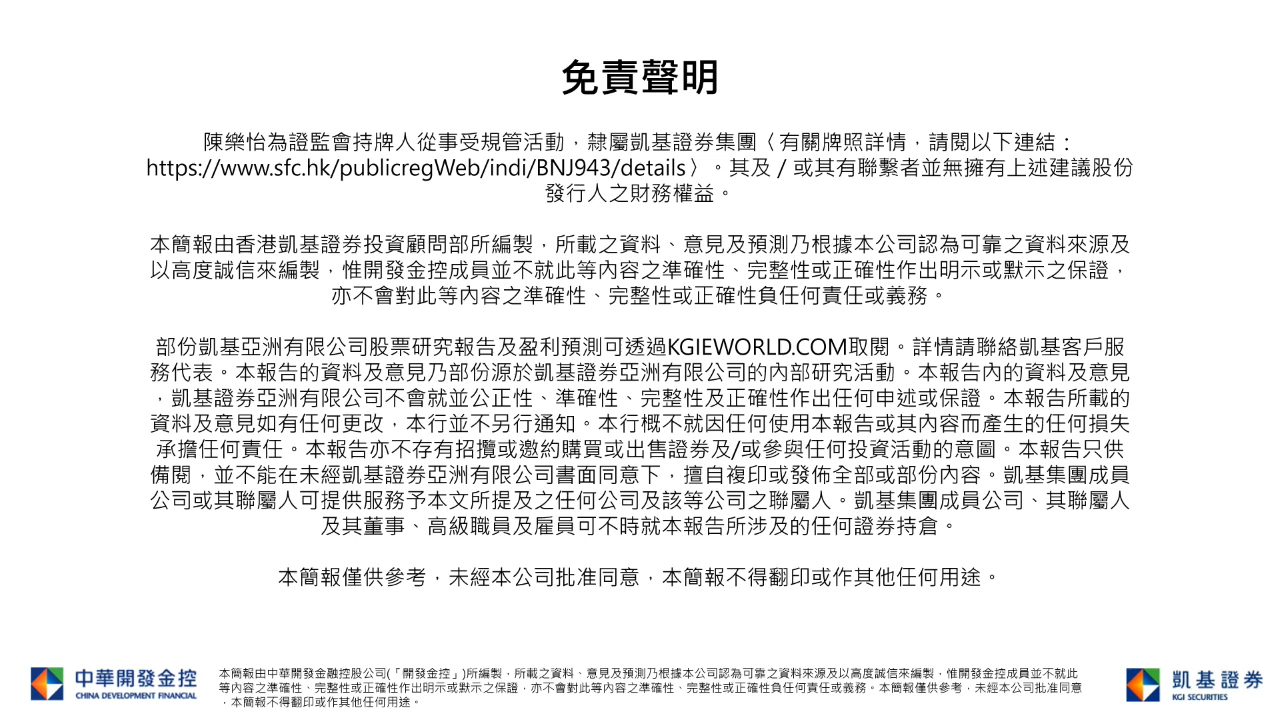 免責聲明
陳樂怡為證監會持牌人從事受規管活動，隸屬凱基證券集團〈有關牌照詳情，請閱以下連結：
https://www.sfc.hk/publicregWeb/indi/BNJ943/details〉。其及 / 或其有聯繫者並無擁有上述建議股份
發行人之財務權益。
本簡報由香港凱基證券投資顧問部所編製，所載之資料、意見及預測乃根據本公司認為可靠之資料來源及
以高度誠信來編製，惟開發金控成員並不就此等內容之準確性、完整性或正確性作出明示或默示之保證，
亦不會對此等內容之準確性、完整性或正確性負任何責任或義務。
部份凱基亞洲有限公司股票研究報告及盈利預測可透過KGIEWORLD.COM取閱。詳情請聯絡凱基客戶服
務代表。本報告的資料及意見乃部份源於凱基證券亞洲有限公司的內部研究活動。本報告內的資料及意見
，凱基證券亞洲有限公司不會就並公正性、準確性、完整性及正確性作出任何申述或保證。本報告所載的
資料及意見如有任何更改，本行並不另行通知。本行概不就因任何使用本報告或其內容而產生的任何損失
承擔任何責任。本報告亦不存有招攬或邀約購買或出售證券及/或參與任何投資活動的意圖。本報告只供
備閱，並不能在未經凱基證券亞洲有限公司書面同意下，擅自複印或發佈全部或部份內容。凱基集團成員
公司或其聯屬人可提供服務予本文所提及之任何公司及該等公司之聯屬人。凱基集團成員公司、其聯屬人
及其董事、高級職員及雇員可不時就本報告所涉及的任何證券持倉。
本簡報僅供參考，未經本公司批准同意，本簡報不得翻印或作其他任何用途。
中華開發金控
CHINA DEVELOPMENT FINANCIAL
本簡報由中華開發金融控股公司(「開發金控」)所編製，所載之資料、意見及預測乃根據本公司認為可靠之資料來源及以高度誠信來編製，惟開發金控成員並不就此
等內容之準確性、完整性或正確性作出明示或默示之保證，亦不會對此等內容之準確性、完整性或正確性負任何責任或義務。本簡報僅供參考，未經本公司批准同意
，本簡報不得翻印或作其他任何用途。
凱基證券
KGI SECURITIES